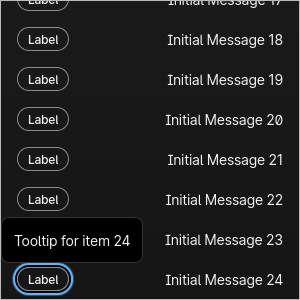 Initial Message 17
Label Initial Message 18
Label Initial Message 19
Label Initial Message 20
Label Initial Message 21
Label Initial Message 22
Tooltip for item 24 Initial Message 23
Label Initial Message 24